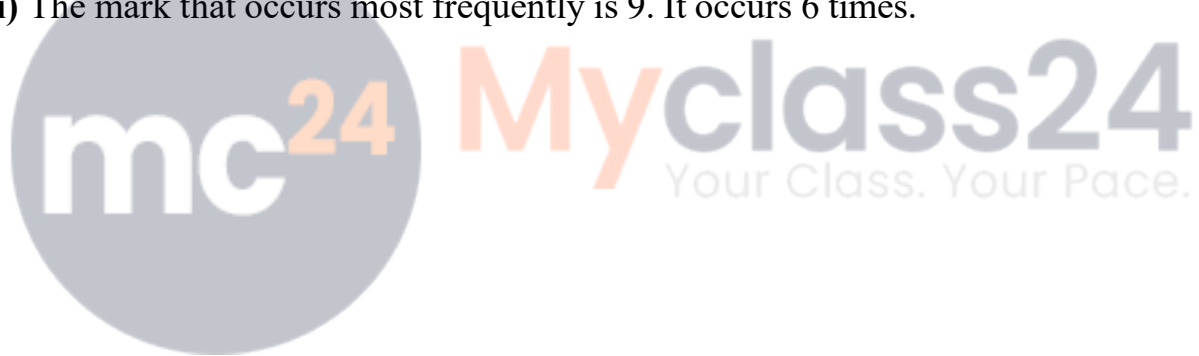 i) The mark that occurs most frequently is 9. It occurs 6 times.
mc24
Myclass24
Your Class. Your Pace.